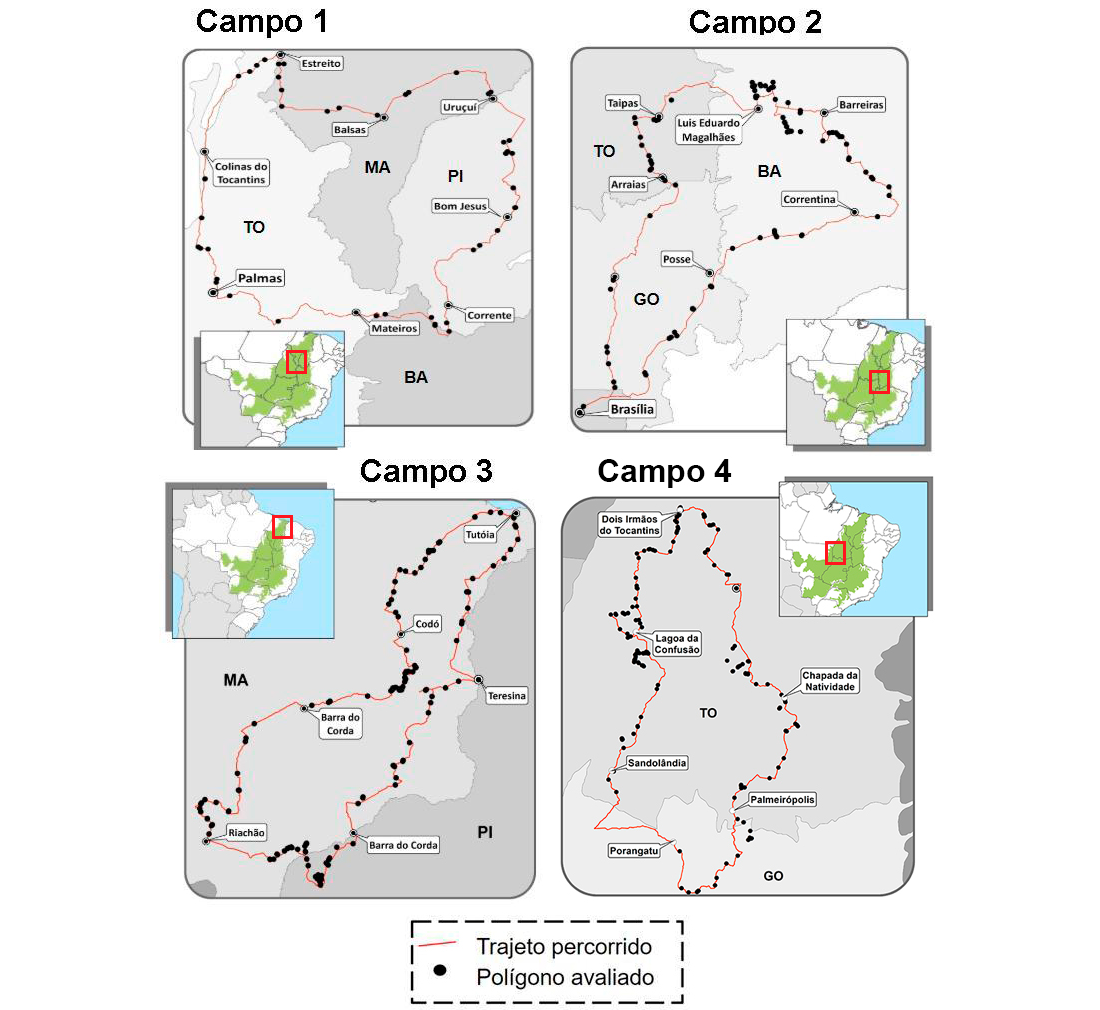 Campo 1
Estreito
Uruçuí
Balsas
Colinas do
Tocantins
MA
PI
Bom Jesus
TO
Palmas
Corrente
Mateiros
BA
Campo 2
Taipas
Barreiras
Luis Eduardo
Magalhães
TO
BA
Arraias
Correntina
Posse
GO
Brasília
Campo 3
Tutóia
Codó
MA
Teresina
Barra do
Corda
Riachão
PI
Barra do Corda
Campo 4
Dois Irmãos
do Tocantins
Lagoa da
Confusão
Chapada da
Natividade
TO
Sandolândia
Palmeirópolis
Porangatu
GO
Trajeto percorrido
Polígono avaliado